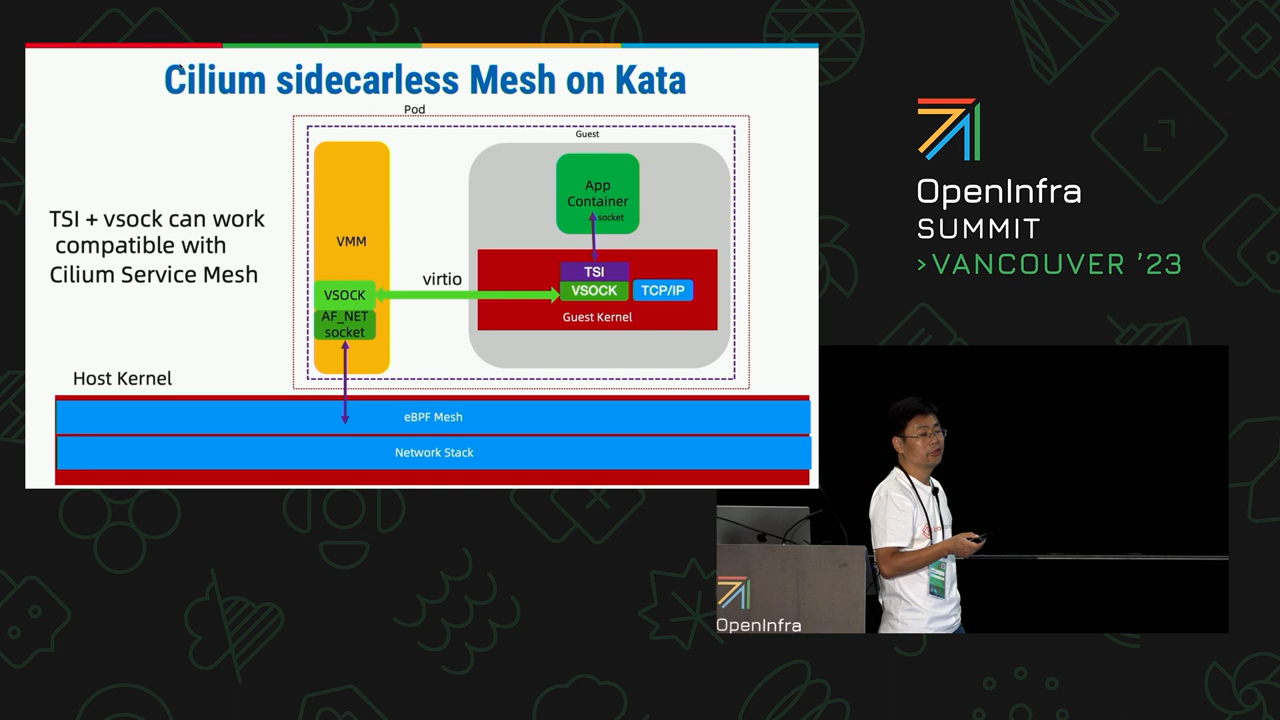 Cilium sidecarless Mesh on Kata
Pod
Guest
App
Container
socket
TSI + vsock can work
compatible with
Cilium Service Mesh
VMM
virtio
TSI
VSOCK
VSOCK
TCP/IP
AF_NET
socket
Guest Kernel
Host Kernel
eBPF Mesh
Network Stack
OpenInfra
SUMMIT
>VANCOUVER '23
OpenInfra